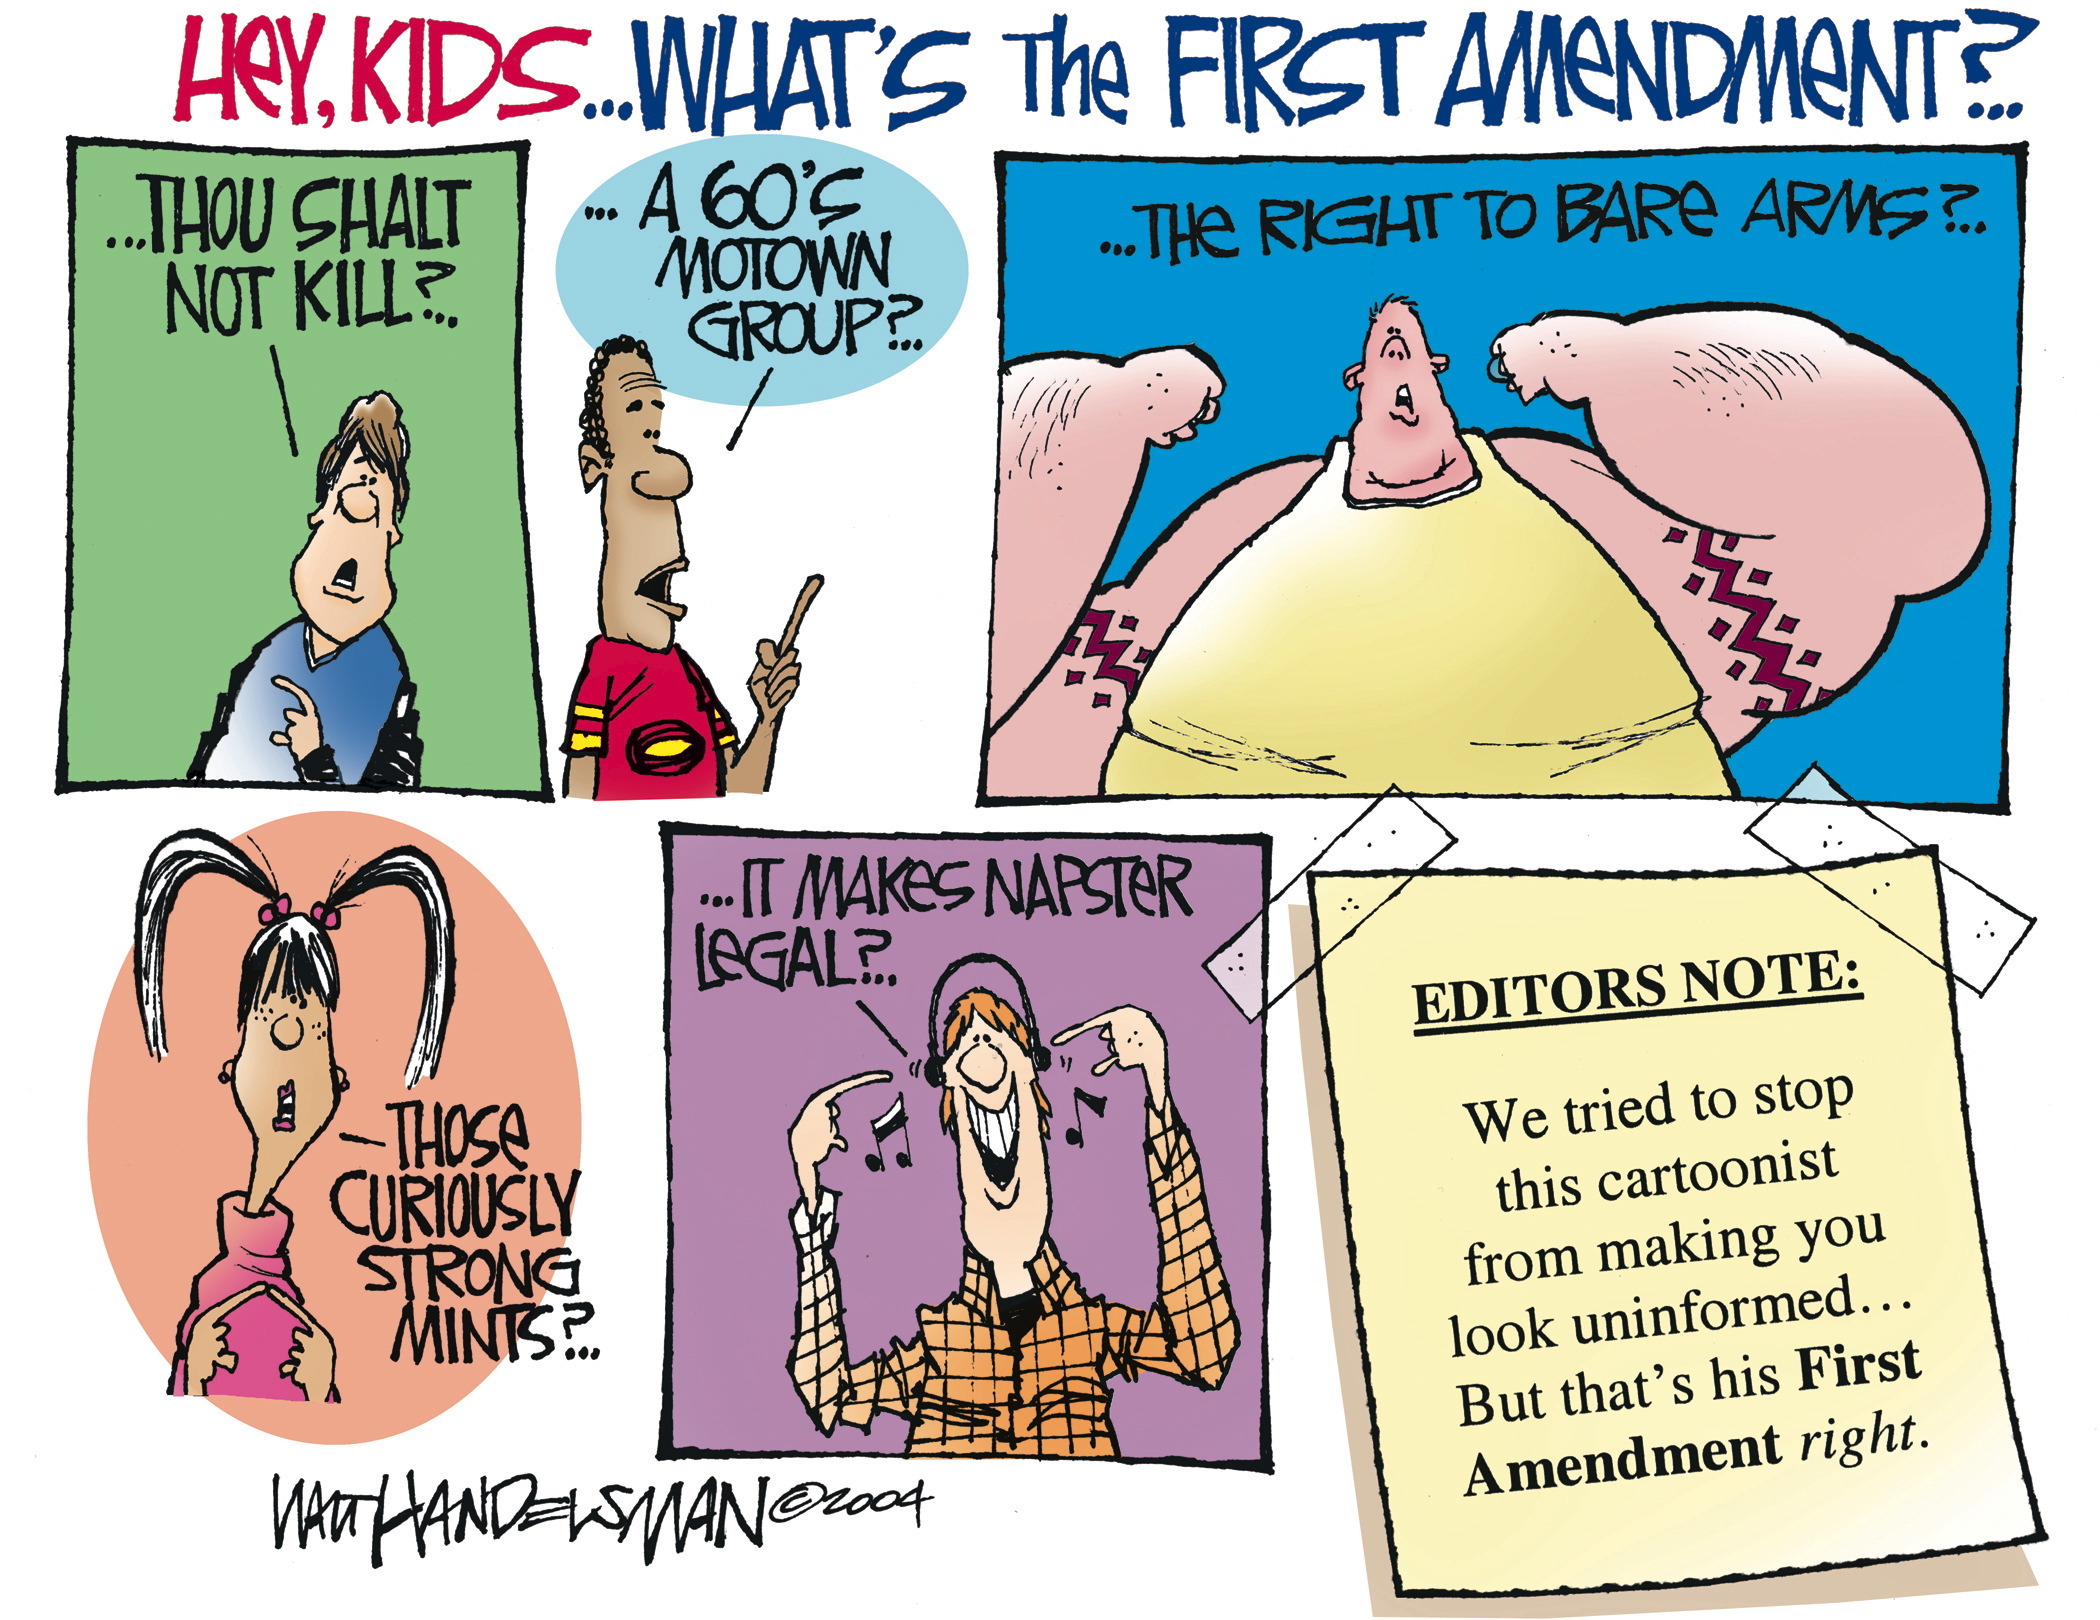 HEY, KIDS...WHAT'S THE FIRST AMENDMENT?...
...THOU SHALT
NOT KILL?...
... A 60'S
MOTOWN
GROUP?...
...THE RIGHT TO BARE ARMS?...
THOSE
CURIOUSLY
STRONG
MINTS?...
...IT MAKES NAPSTER
LEGAL?...
EDITORS NOTE:
We tried to stop
this cartoonist
from making you
look uninformed...
But that's his First
Amendment right.
WALT HANDELSMAN © 2004